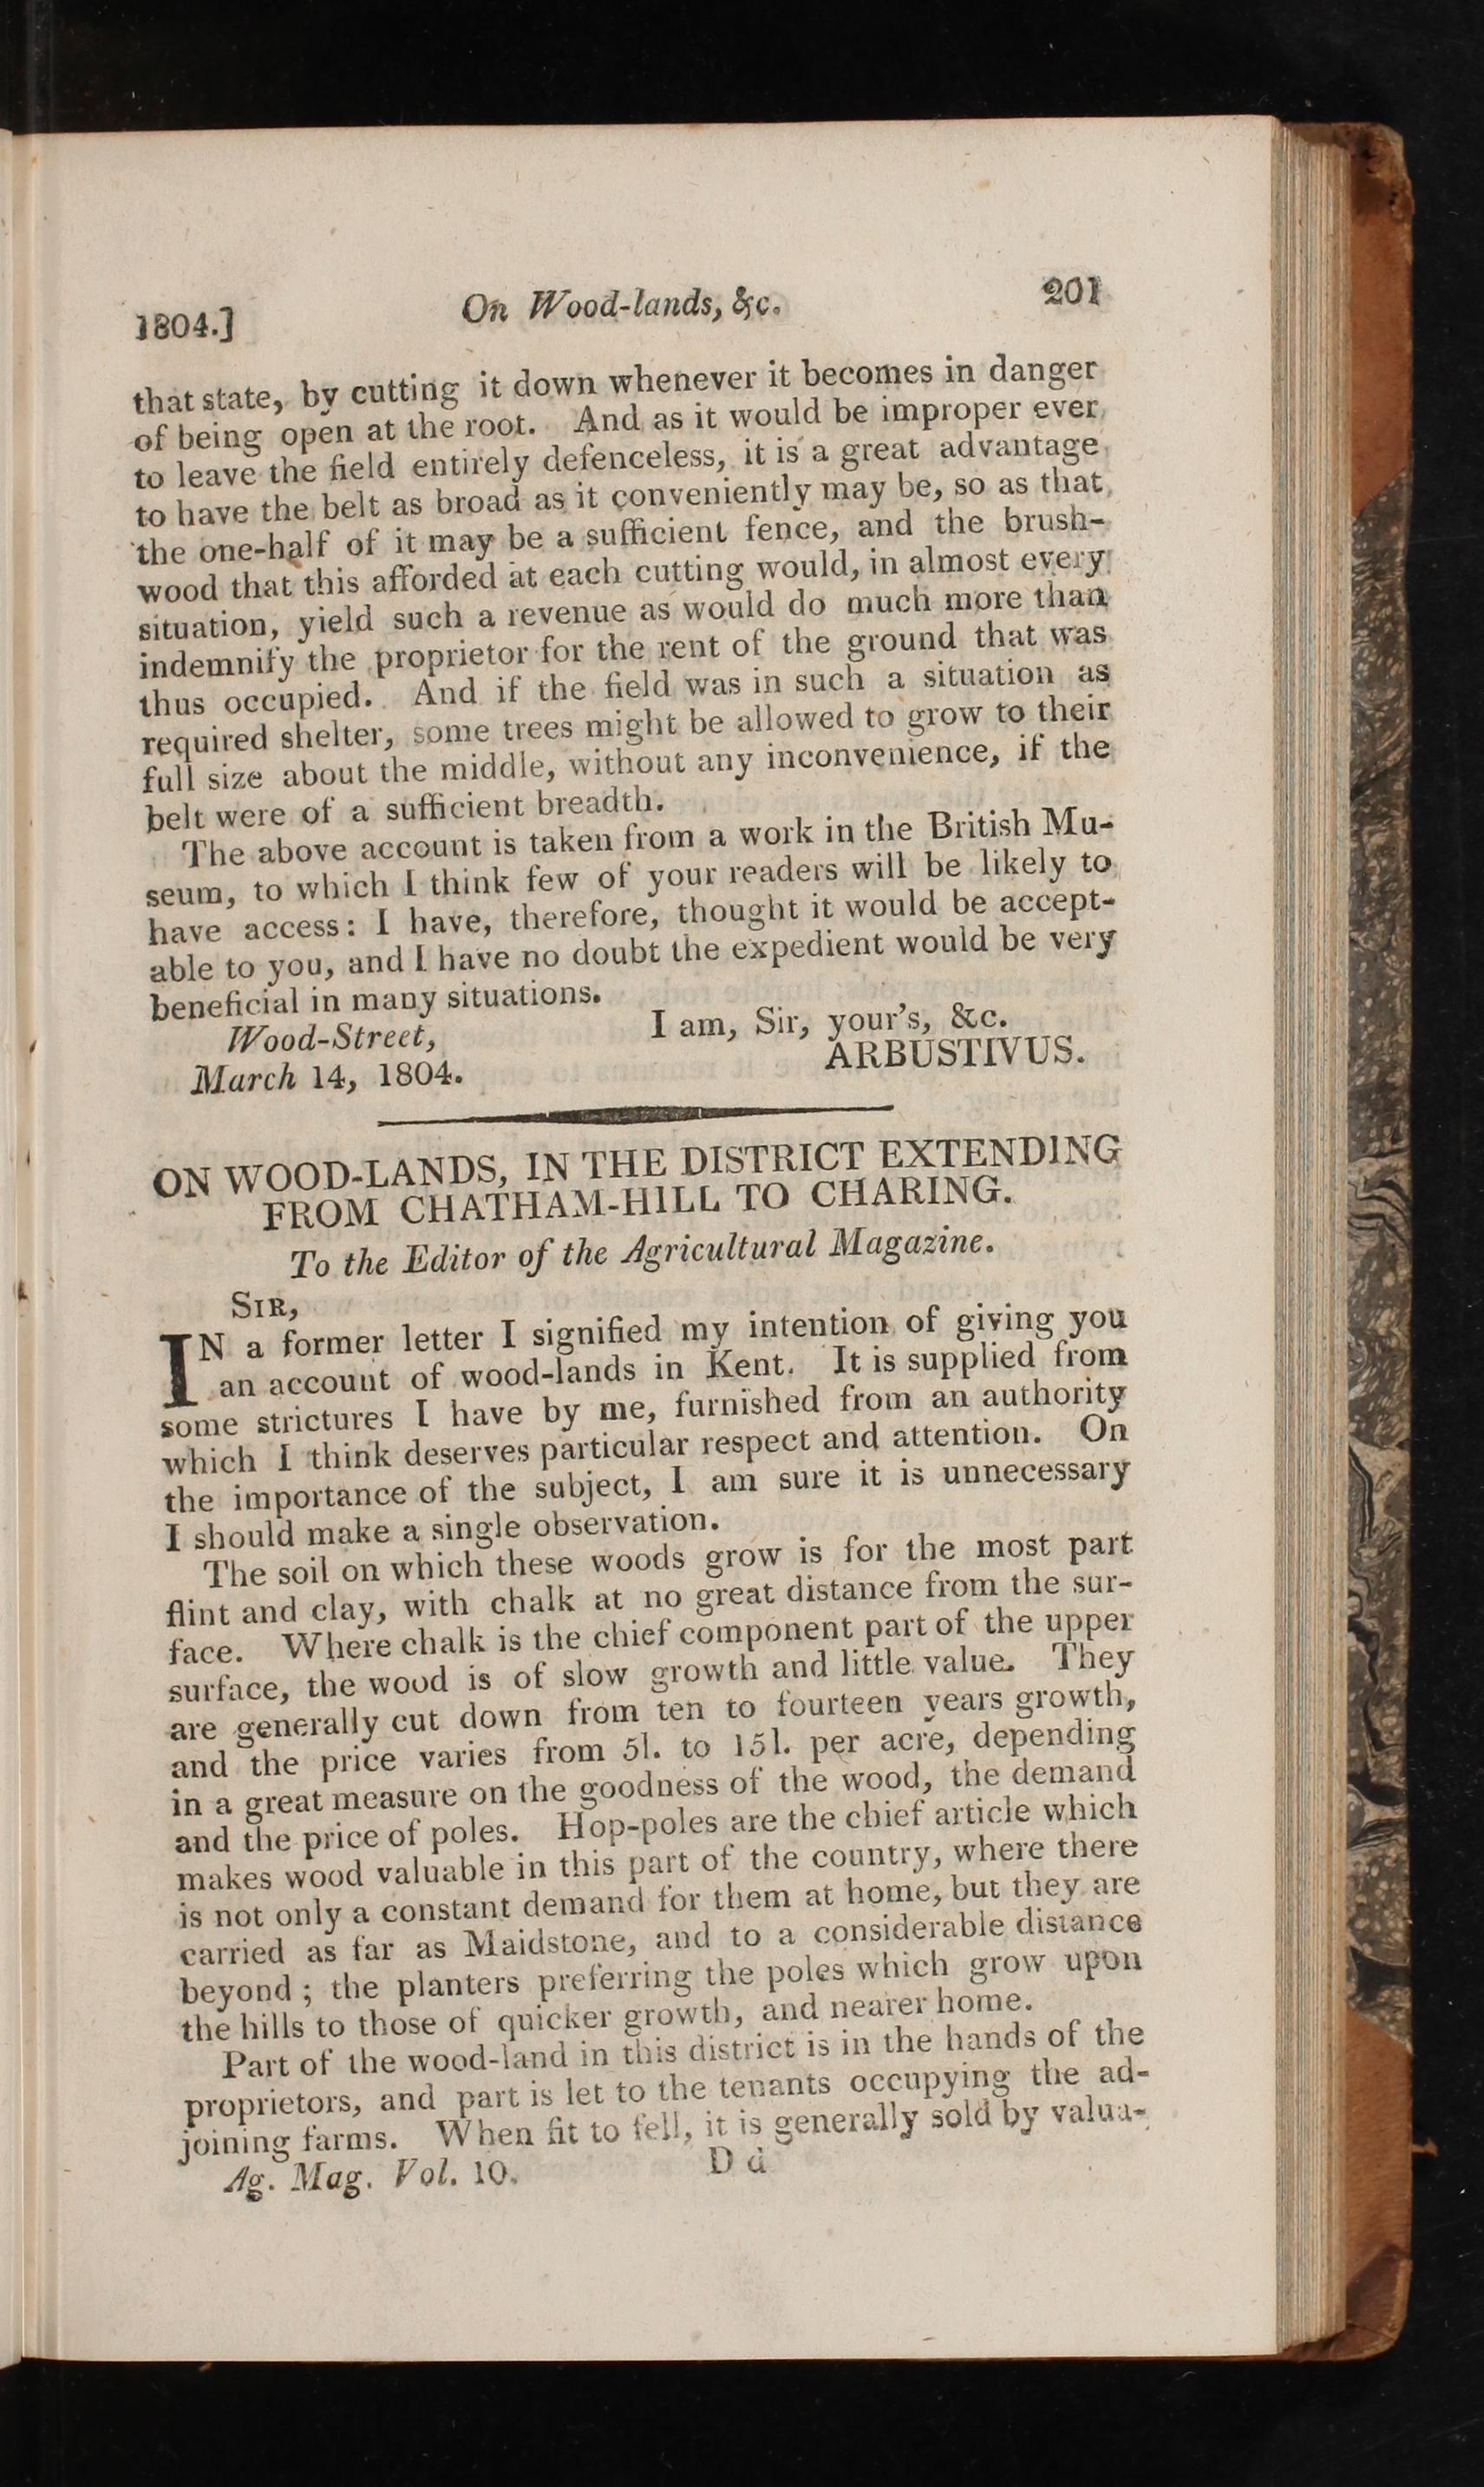 1804.] On Wood-lands, &c. 201
that state, by cutting it down whenever it becomes in danger
of being open at the root. And as it would be improper ever
to leave the field entirely defenceless, it is a great advantage
to have the belt as broad as it conveniently may be, so as that
the one-half of it may be a sufficient fence, and the brush-
wood that this afforded at each cutting would, in almost every
situation, yield such a revenue as would do much more than
indemnify the proprietor for the rent of the ground that was
thus occupied. And if the field was in such a situation as
required shelter, some trees might be allowed to grow to their
full size about the middle, without any inconvenience, if the
belt were of a sufficient breadth.
The above account is taken from a work in the British Mu-
seum, to which I think few of your readers will be likely to
have access: I have, therefore, thought it would be accept-
able to you, and I have no doubt the expedient would be very
beneficial in many situations.
Wood-Street, I am, Sir, your's, &c.
March 14, 1804. ARBUSTIVUS.
ON WOOD-LANDS, IN THE DISTRICT EXTENDING
FROM CHATHAM-HILL TO CHARING.
To the Editor of the Agricultural Magazine.
SIR,
IN a former letter I signified my intention of giving you
an account of wood-lands in Kent. It is supplied from
some strictures I have by me, furnished from an authority
which I think deserves particular respect and attention. On
the importance of the subject, I am sure it is unnecessary
I should make a single observation.
The soil on which these woods grow is for the most part
flint and clay, with chalk at no great distance from the sur-
face. Where chalk is the chief component part of the upper
surface, the wood is of slow growth and little value. They
are generally cut down from ten to fourteen years growth,
and the price varies from 5l. to 15l. per acre, depending
in a great measure on the goodness of the wood, the demand
and the price of poles. Hop-poles are the chief article which
makes wood valuable in this part of the country, where there
is not only a constant demand for them at home, but they are
carried as far as Maidstone, and to a considerable distance
beyond; the planters preferring the poles which grow upon
the hills to those of quicker growth, and nearer home.
Part of the wood-land in this district is in the hands of the
proprietors, and part is let to the tenants occupying the ad-
joining farms. When fit to fell, it is generally sold by valua-
Ag. Mag. Vol. 10. D d